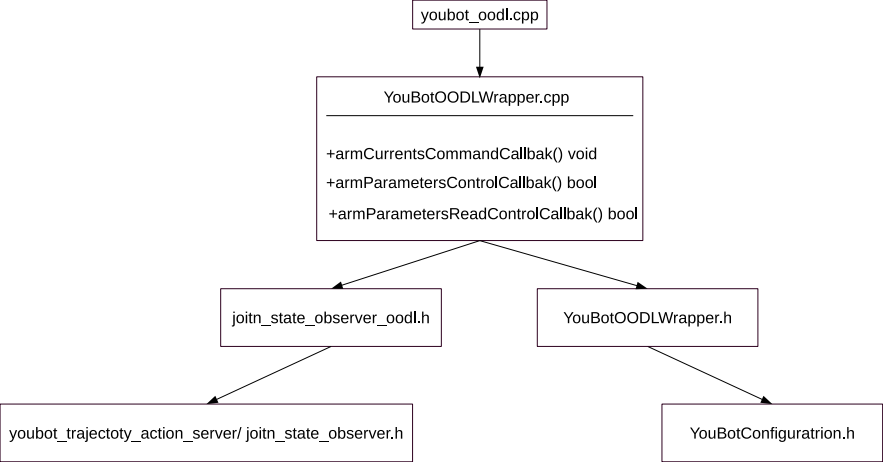 youbot_oodl.cpp
YouBotOODLWrapper.cpp
+armCurrentsCommandCallbak() void
+armParametersControlCallbak() bool
+armParametersReadControlCallbak() bool
joitn_state_observer_oodl.h
YouBotOODLWrapper.h
youbot_trajectoty_action_server/ joitn_state_observer.h
YouBotConfiguratrion.h